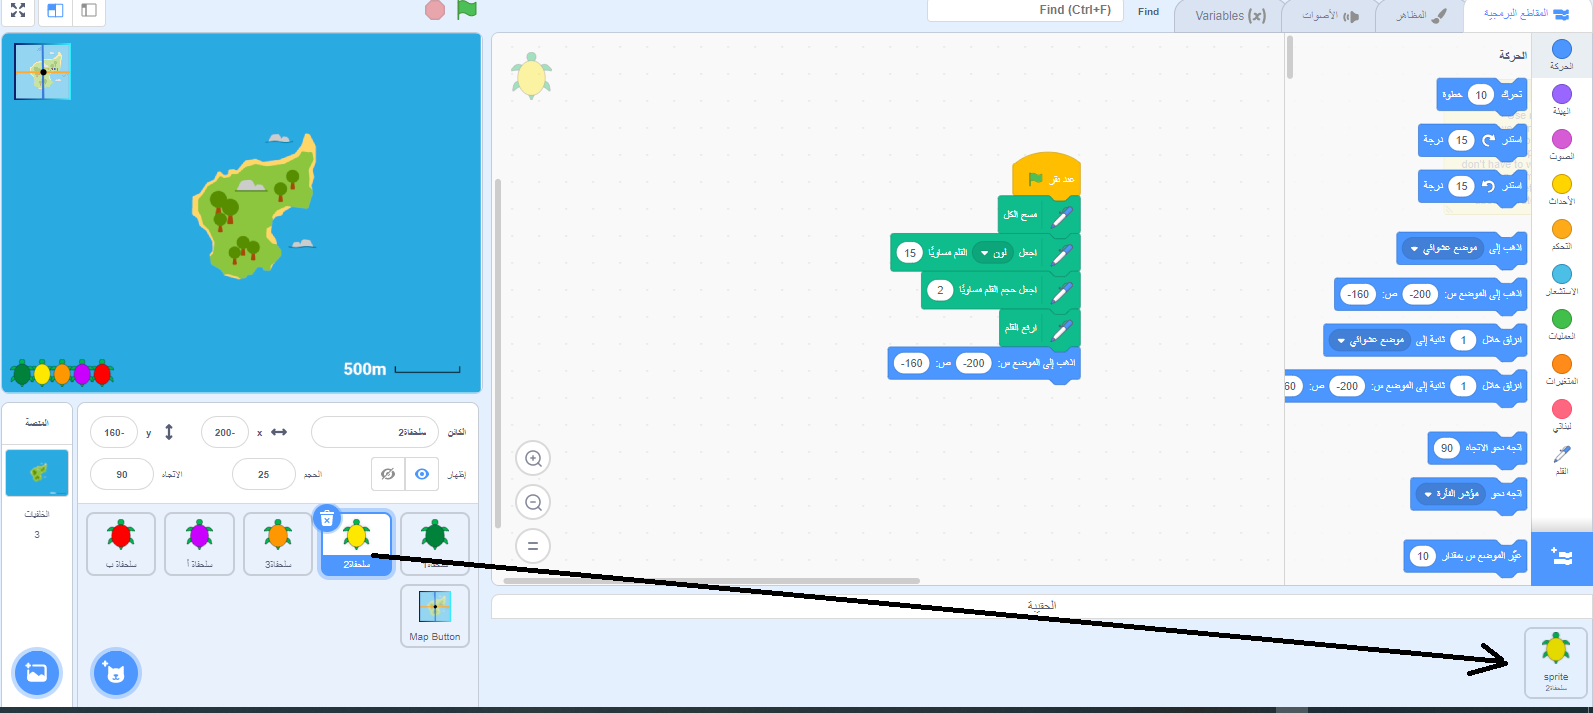 Find (Ctrl+F)
Find
Variables (x)
الأصوات
المظاهر
المقاطع البرمجية
500m
عند نقر
مسح الكل
اجعل لون القلم مساويًا 15
اجعل حجم القلم مساويًا 2
ارفع القلم
اذهب إلى الموضع س: -200 ص: -160
الحركة
تحرك 10 خطوة
استدر 15 درجة
استدر 15 درجة
اذهب إلى موضع عشوائي
اذهب إلى الموضع س: -200 ص: -160
انزلق خلال 1 ثانية إلى موضع عشوائي
انزلق خلال 1 ثانية إلى الموضع س: -200 ص: 60
اتجه نحو الاتجاه 90
اتجه نحو مؤشر الفأرة
غيّر الموضع س بمقدار 10
الحركة
الهيئة
الصوت
الأحداث
التحكم
الاستشعار
العمليات
المتغيرات
لبناتي
القلم
الكائن سلحفاة2 x -200 y -160
إظهار الحجم 25 الاتجاه 90
المنصة
الخلفيات
3
سلحفاة1
سلحفاة2
سلحفاة3
سلحفاة أ
سلحفاة ب
Map Button
الحقيبة
sprite
سلحفاة2